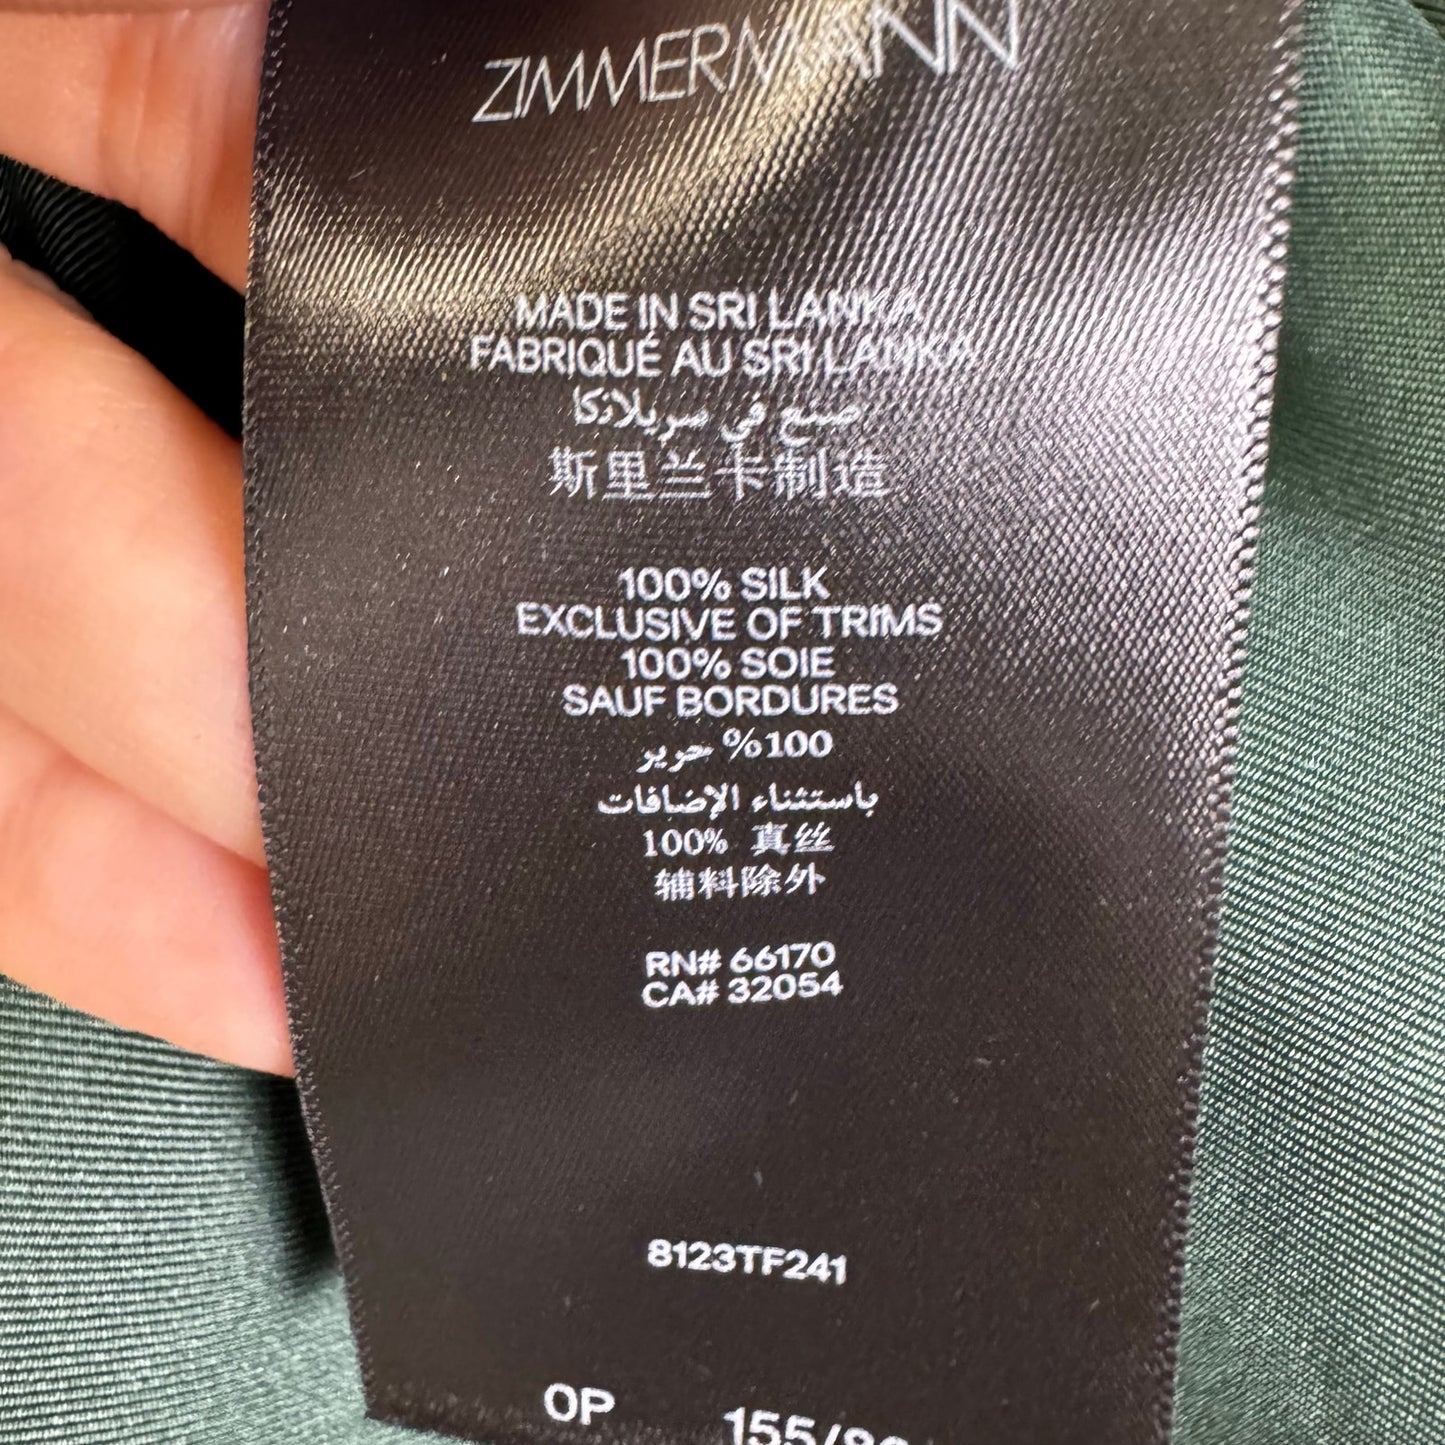 ZIMMERMANN
MADE IN SRI LANKA
FABRIQUÉ AU SRI LANKA
صنع في سريلانكا
斯里兰卡制造
100% SILK
EXCLUSIVE OF TRIMS
100% SOIE
SAUF BORDURES
100% حرير
باستثناء الإضافات
100% 真丝
辅料除外
RN# 66170
CA# 32054
8123TF241
OP